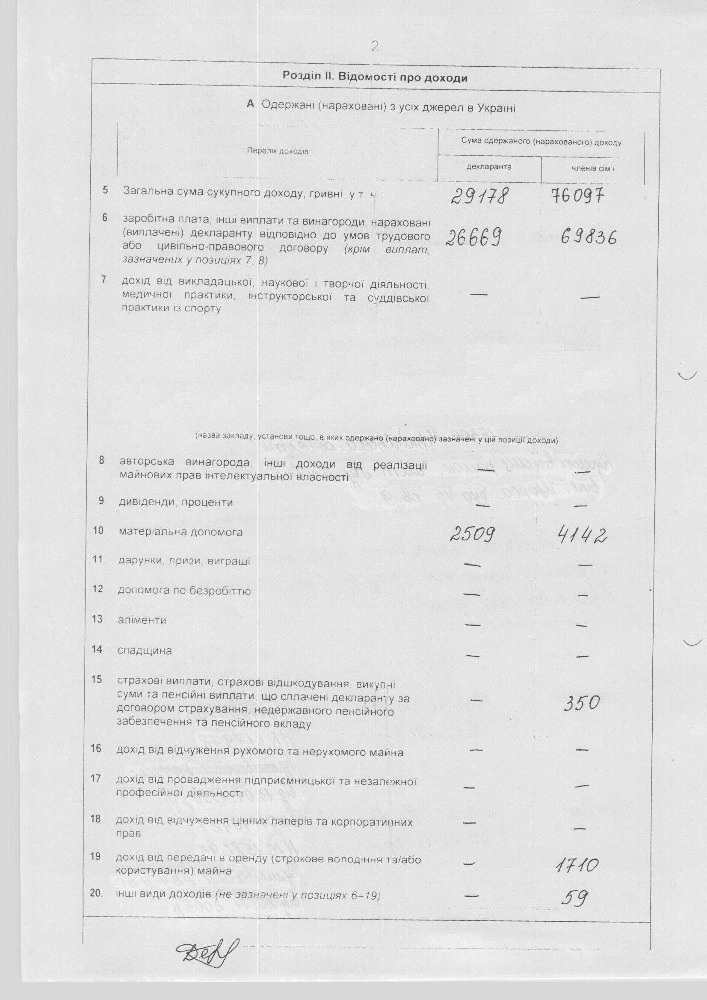 2
Розділ ІІ. Відомості про доходи
А. Одержані (нараховані) з усіх джерел в Україні
Перелік доходів
Сума одержаного (нарахованого) доходу
декларанта
членів сім'ї
5 Загальна сума сукупного доходу, гривні, у т. ч.: 29178 76097
6. заробітна плата, інші виплати та винагороди, нараховані
(виплачені) декларанту відповідно до умов трудового 26669 69836
або цивільно-правового договору (крім виплат,
зазначених у позиціях 7, 8)
7 дохід від викладацької, наукової і творчої діяльності,
медичної практики, інструкторської та суддівської — —
практики із спорту
(назва закладу, установи тощо, в яких одержано (нараховано) зазначені у цій позиції доходи)
8 авторська винагорода, інші доходи від реалізації — —
майнових прав інтелектуальної власності
9 дивіденди, проценти — —
10 матеріальна допомога 2509 4142
11 дарунки, призи, виграші — —
12 допомога по безробіттю — —
13. аліменти — —
14 спадщина — —
15 страхові виплати, страхові відшкодування, викупні
суми та пенсійні виплати, що сплачені декларанту за — 350
договором страхування, недержавного пенсійного
забезпечення та пенсійного вкладу
16. дохід від відчуження рухомого та нерухомого майна — —
17. дохід від провадження підприємницької та незалежної
професійної діяльності — —
18. дохід від відчуження цінних паперів та корпоративних — —
прав
19. дохід від передачі в оренду (строкове володіння та/або — 1710
користування) майна
20. інші види доходів (не зазначені у позиціях 6–19) — 59